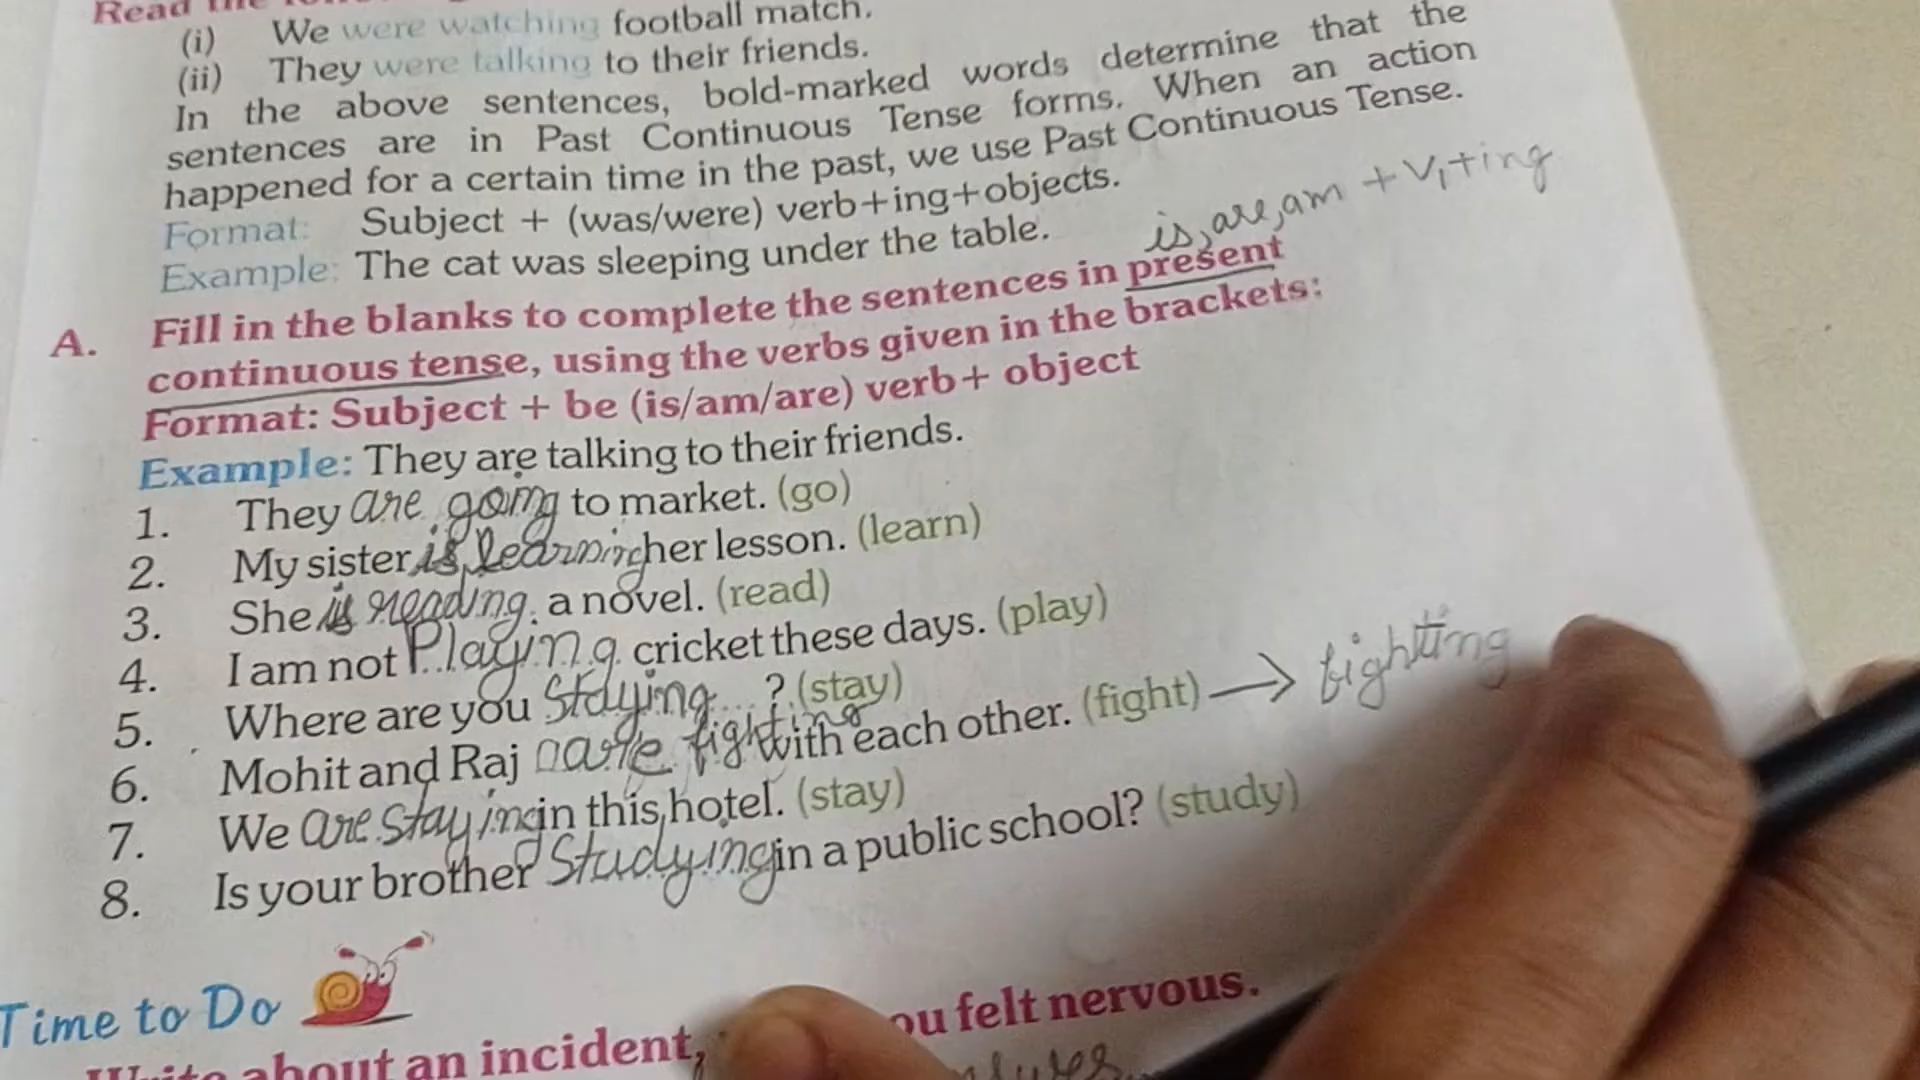 Read the
(i) We were watching football match.
(ii) They were talking to their friends.
In the above sentences, bold-marked words determine that the
sentences are in Past Continuous Tense forms. When an action
happened for a certain time in the past, we use Past Continuous Tense.
Format: Subject + (was/were) verb+ing+objects.
is, are, am + V1+ing
Example: The cat was sleeping under the table.
A. Fill in the blanks to complete the sentences in present
continuous tense, using the verbs given in the brackets:
Format: Subject + be (is/am/are) verb+ object
Example: They are talking to their friends.
1. They are going to market. (go)
2. My sister is learning her lesson. (learn)
3. She is reading a novel. (read)
4. I am not Playing cricket these days. (play)
5. Where are you Staying ? (stay)
6. Mohit and Raj are fighting with each other. (fight) → fighting
7. We are staying in this hotel. (stay)
8. Is your brother Studying in a public school? (study)
Time to Do
Write about an incident, ou felt nervous.